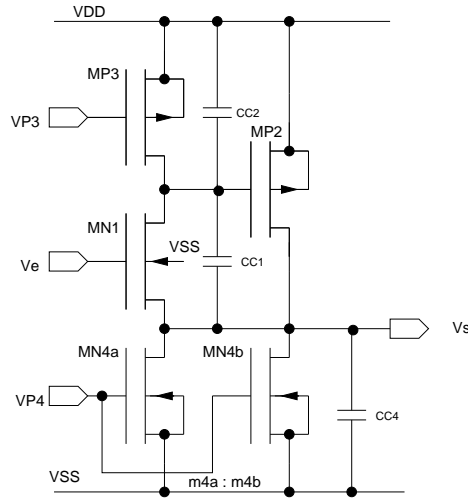 VDD
MP3
VP3
CC2
MP2
MN1
VSS
Ve
CC1
Vs
MN4a
MN4b
VP4
CC4
VSS
m4a : m4b